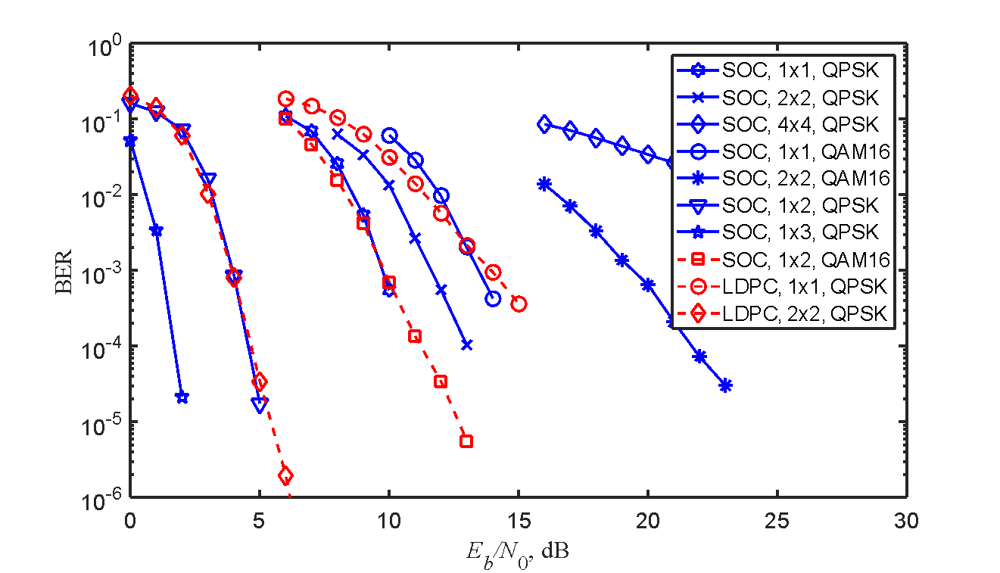 10^0
10^-1
10^-2
10^-3
10^-4
10^-5
10^-6
BER
SOC, 1x1, QPSK
SOC, 2x2, QPSK
SOC, 4x4, QPSK
SOC, 1x1, QAM16
SOC, 2x2, QAM16
SOC, 1x2, QPSK
SOC, 1x3, QPSK
SOC, 1x2, QAM16
LDPC, 1x1, QPSK
LDPC, 2x2, QPSK
0 5 10 15 20 25 30
E_b/N_0, dB